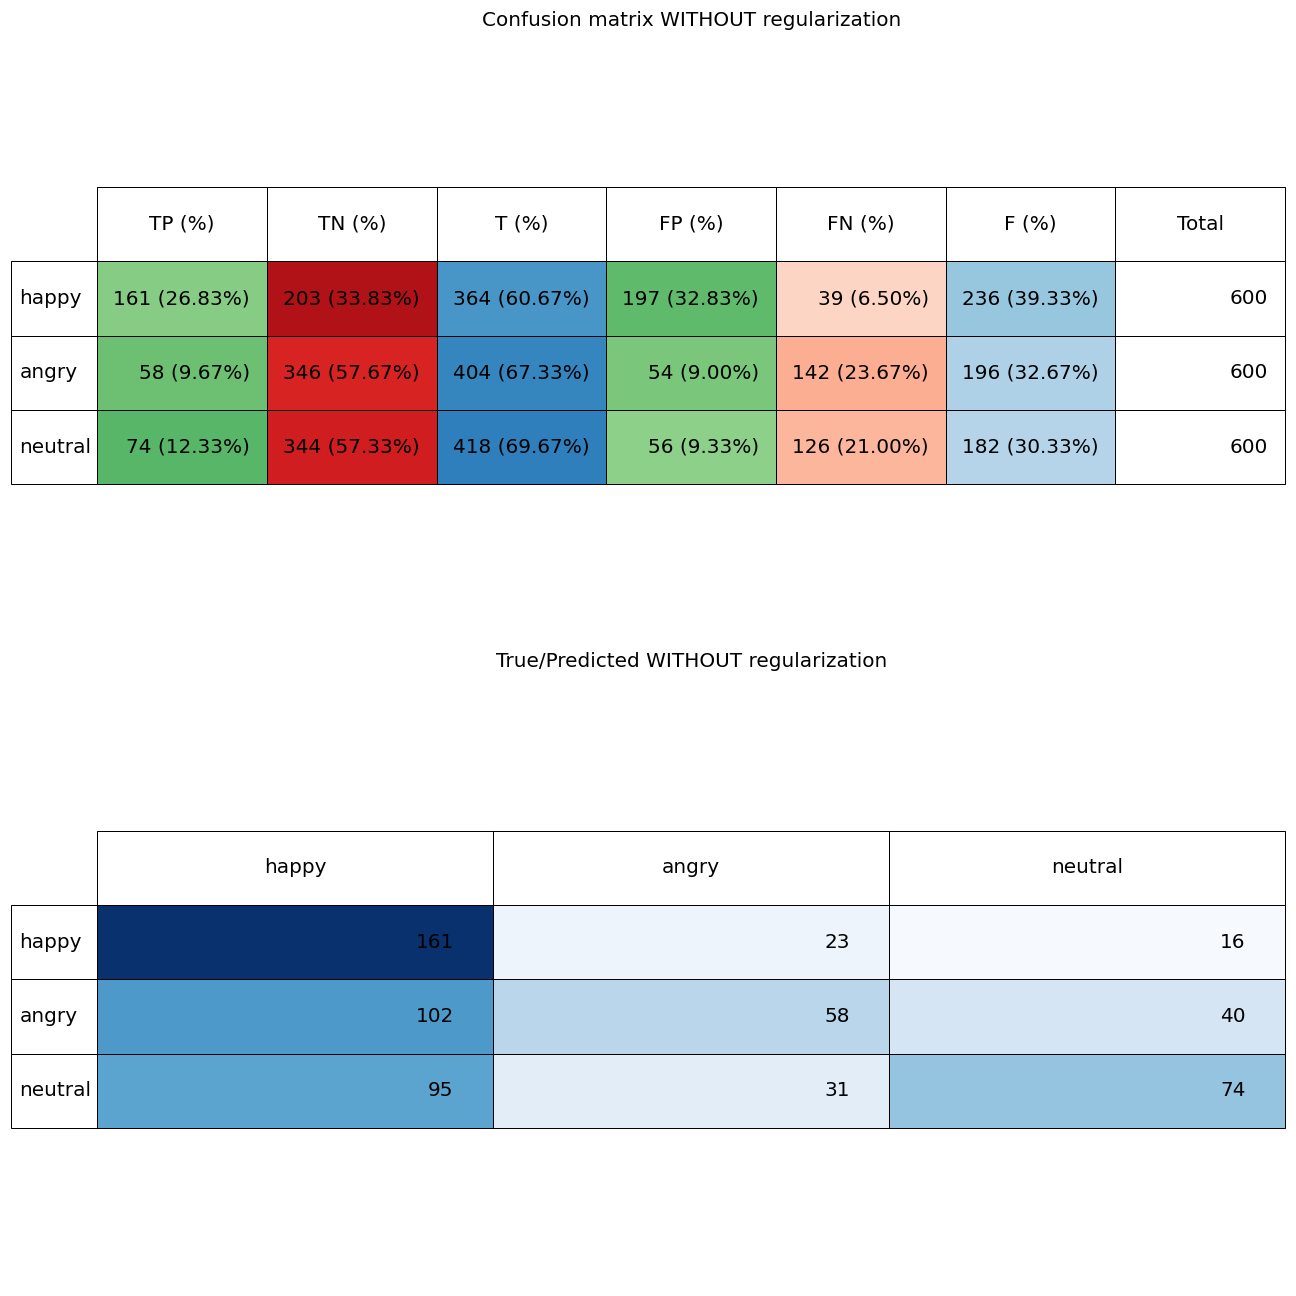 Confusion matrix WITHOUT regularization
TP (%) TN (%) T (%) FP (%) FN (%) F (%) Total
happy 161 (26.83%) 203 (33.83%) 364 (60.67%) 197 (32.83%) 39 (6.50%) 236 (39.33%) 600
angry 58 (9.67%) 346 (57.67%) 404 (67.33%) 54 (9.00%) 142 (23.67%) 196 (32.67%) 600
neutral 74 (12.33%) 344 (57.33%) 418 (69.67%) 56 (9.33%) 126 (21.00%) 182 (30.33%) 600
True/Predicted WITHOUT regularization
happy angry neutral
happy 161 23 16
angry 102 58 40
neutral 95 31 74